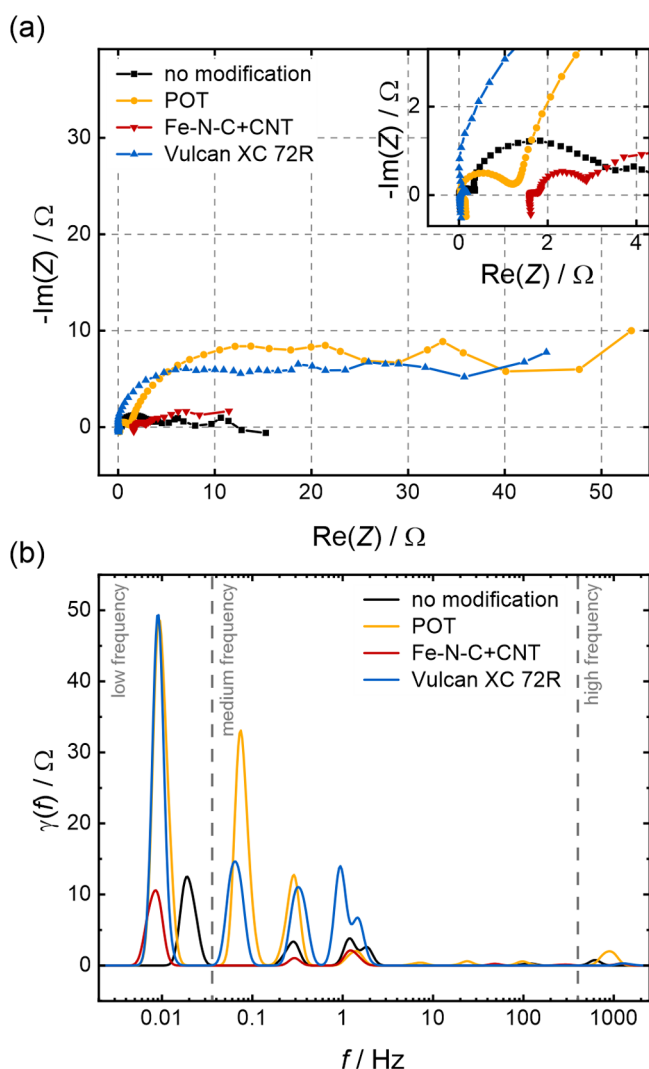 (a)
no modification
POT
Fe-N-C+CNT
Vulcan XC 72R
-Im(Z) / Ω
30
20
10
0
0 10 20 30 40 50
Re(Z) / Ω
-Im(Z) / Ω
2
0
0 2 4
Re(Z) / Ω
(b)
low frequency
medium frequency
high frequency
no modification
POT
Fe-N-C+CNT
Vulcan XC 72R
γ(f) / Ω
50
40
30
20
10
0
0.01 0.1 1 10 100 1000
f / Hz